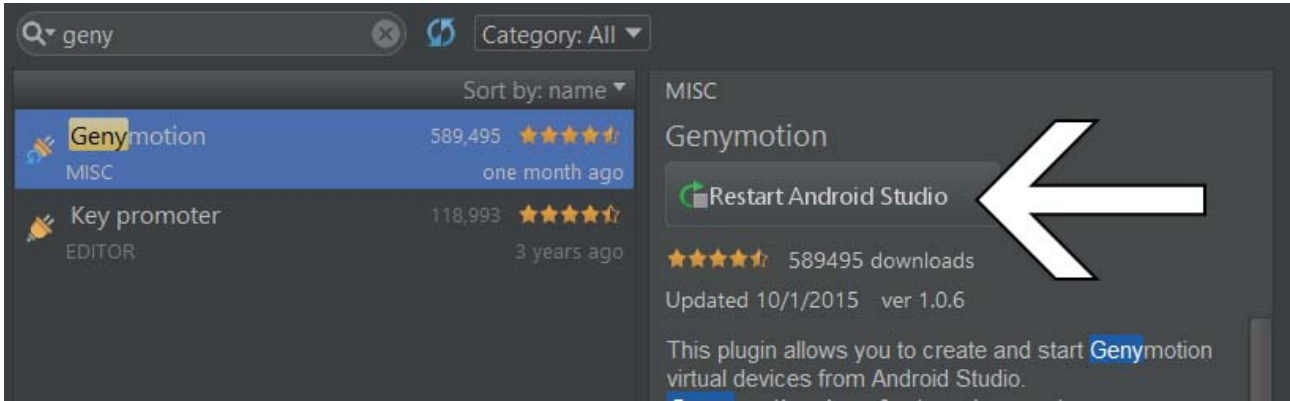 geny
Category: All
Sort by: name
Genymotion 589,495
MISC one month ago
Key promoter 118,993
EDITOR 3 years ago
MISC
Genymotion
Restart Android Studio
589495 downloads
Updated 10/1/2015 ver 1.0.6
This plugin allows you to create and start Genymotion
virtual devices from Android Studio.